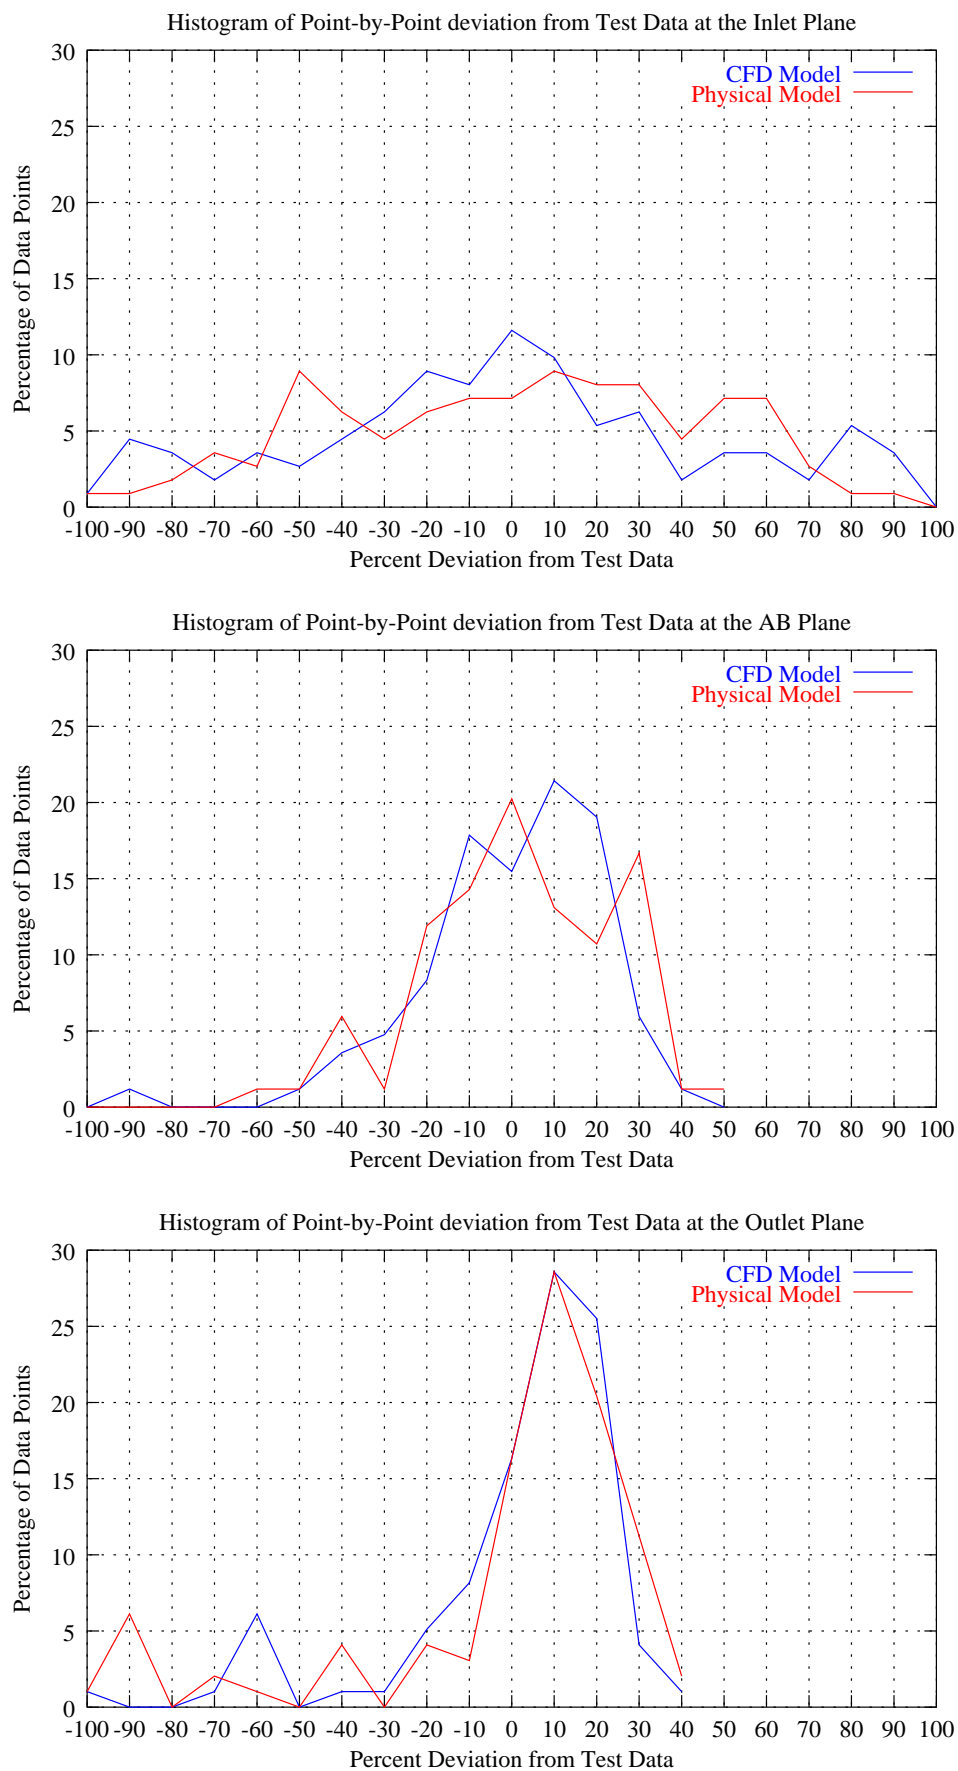 Histogram of Point-by-Point deviation from Test Data at the Inlet Plane
30
25
20
15
10
5
0
Percentage of Data Points
CFD Model
Physical Model
-100 -90 -80 -70 -60 -50 -40 -30 -20 -10 0 10 20 30 40 50 60 70 80 90 100
Percent Deviation from Test Data
Histogram of Point-by-Point deviation from Test Data at the AB Plane
30
25
20
15
10
5
0
Percentage of Data Points
CFD Model
Physical Model
-100 -90 -80 -70 -60 -50 -40 -30 -20 -10 0 10 20 30 40 50 60 70 80 90 100
Percent Deviation from Test Data
Histogram of Point-by-Point deviation from Test Data at the Outlet Plane
30
25
20
15
10
5
0
Percentage of Data Points
CFD Model
Physical Model
-100 -90 -80 -70 -60 -50 -40 -30 -20 -10 0 10 20 30 40 50 60 70 80 90 100
Percent Deviation from Test Data